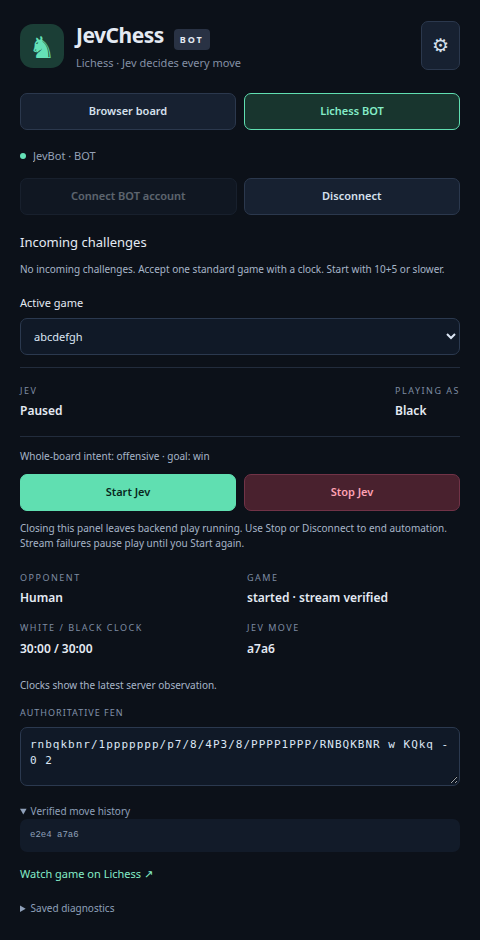 JevChess BOT
Lichess · Jev decides every move
Browser board
Lichess BOT
JevBot · BOT
Connect BOT account
Disconnect
Incoming challenges
No incoming challenges. Accept one standard game with a clock. Start with 10+5 or slower.
Active game
abcdefgh
JEV
PLAYING AS
Paused
Black
Whole-board intent: offensive · goal: win
Start Jev
Stop Jev
Closing this panel leaves backend play running. Use Stop or Disconnect to end automation.
Stream failures pause play until you Start again.
OPPONENT
GAME
Human
started · stream verified
WHITE / BLACK CLOCK
JEV MOVE
30:00 / 30:00
a7a6
Clocks show the latest server observation.
AUTHORITATIVE FEN
rnbqkbnr/1ppppppp/p7/8/4P3/8/PPPP1PPP/RNBQKBNR w KQkq -
0 2
▼ Verified move history
e2e4 a7a6
Watch game on Lichess ↗
▶ Saved diagnostics